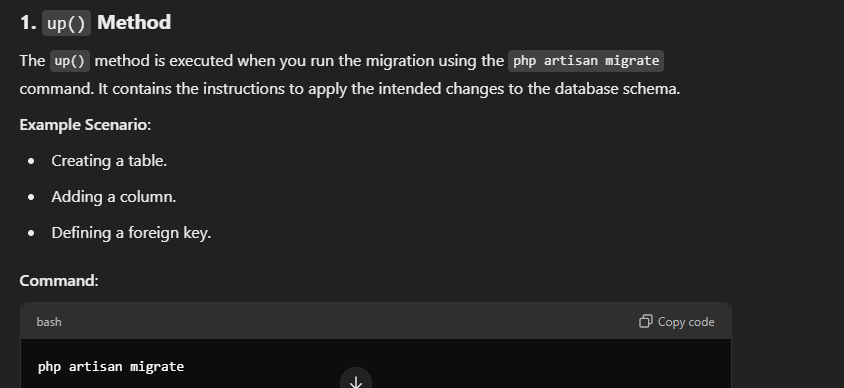 1. up() Method
The up() method is executed when you run the migration using the php artisan migrate
command. It contains the instructions to apply the intended changes to the database schema.
Example Scenario:
• Creating a table.
• Adding a column.
• Defining a foreign key.
Command:
bash Copy code
php artisan migrate